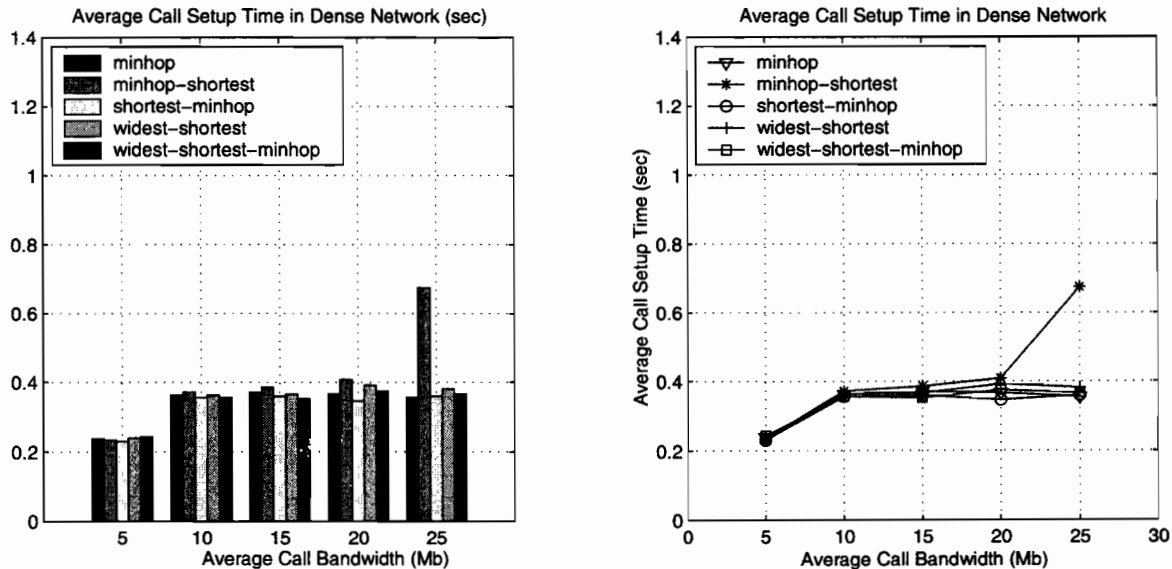 Average Call Setup Time in Dense Network (sec)
1.4
1.2
1
0.8
0.6
0.4
0.2
0
minhop
minhop-shortest
shortest-minhop
widest-shortest
widest-shortest-minhop
5 10 15 20 25
Average Call Bandwidth (Mb)
Average Call Setup Time in Dense Network
Average Call Setup Time (sec)
1.4
1.2
1
0.8
0.6
0.4
0.2
0
minhop
minhop-shortest
shortest-minhop
widest-shortest
widest-shortest-minhop
0 5 10 15 20 25 30
Average Call Bandwidth (Mb)